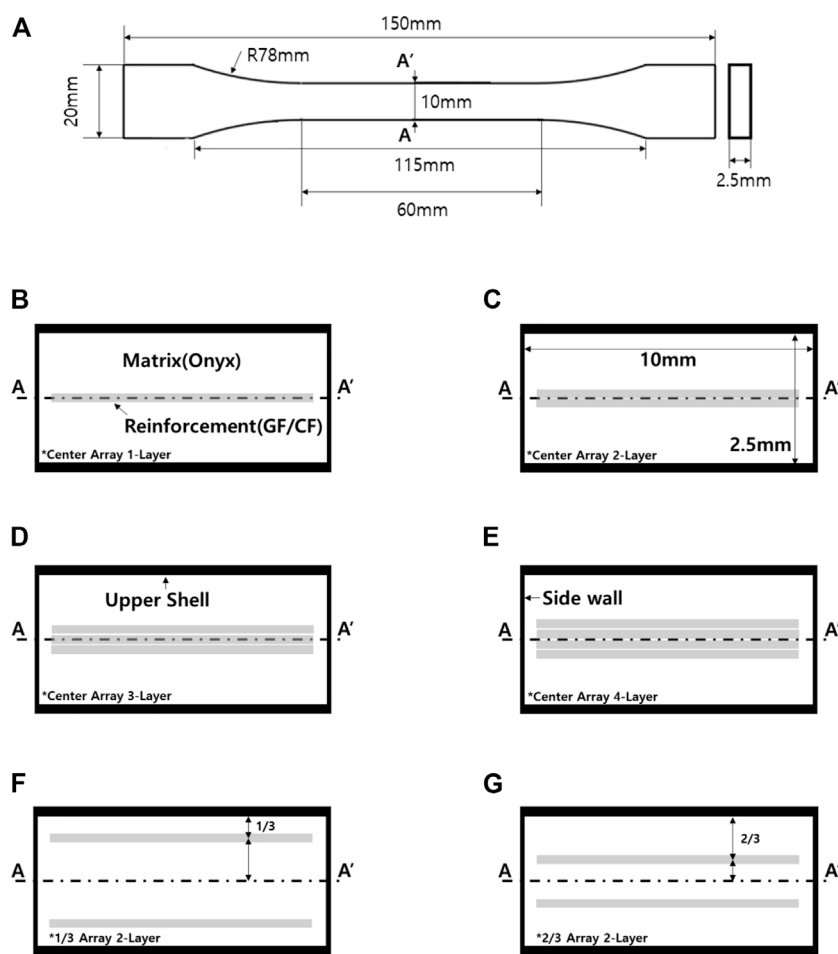 A
150mm
R78mm
A'
20mm
10mm
A
115mm
2.5mm
60mm
B
Matrix(Onyx)
A
A'
Reinforcement(GF/CF)
*Center Array 1-Layer
C
10mm
A
A'
2.5mm
*Center Array 2-Layer
D
Upper Shell
A
A'
*Center Array 3-Layer
E
Side wall
A
A'
*Center Array 4-Layer
F
1/3
A
A'
*1/3 Array 2-Layer
G
2/3
A
A'
*2/3 Array 2-Layer